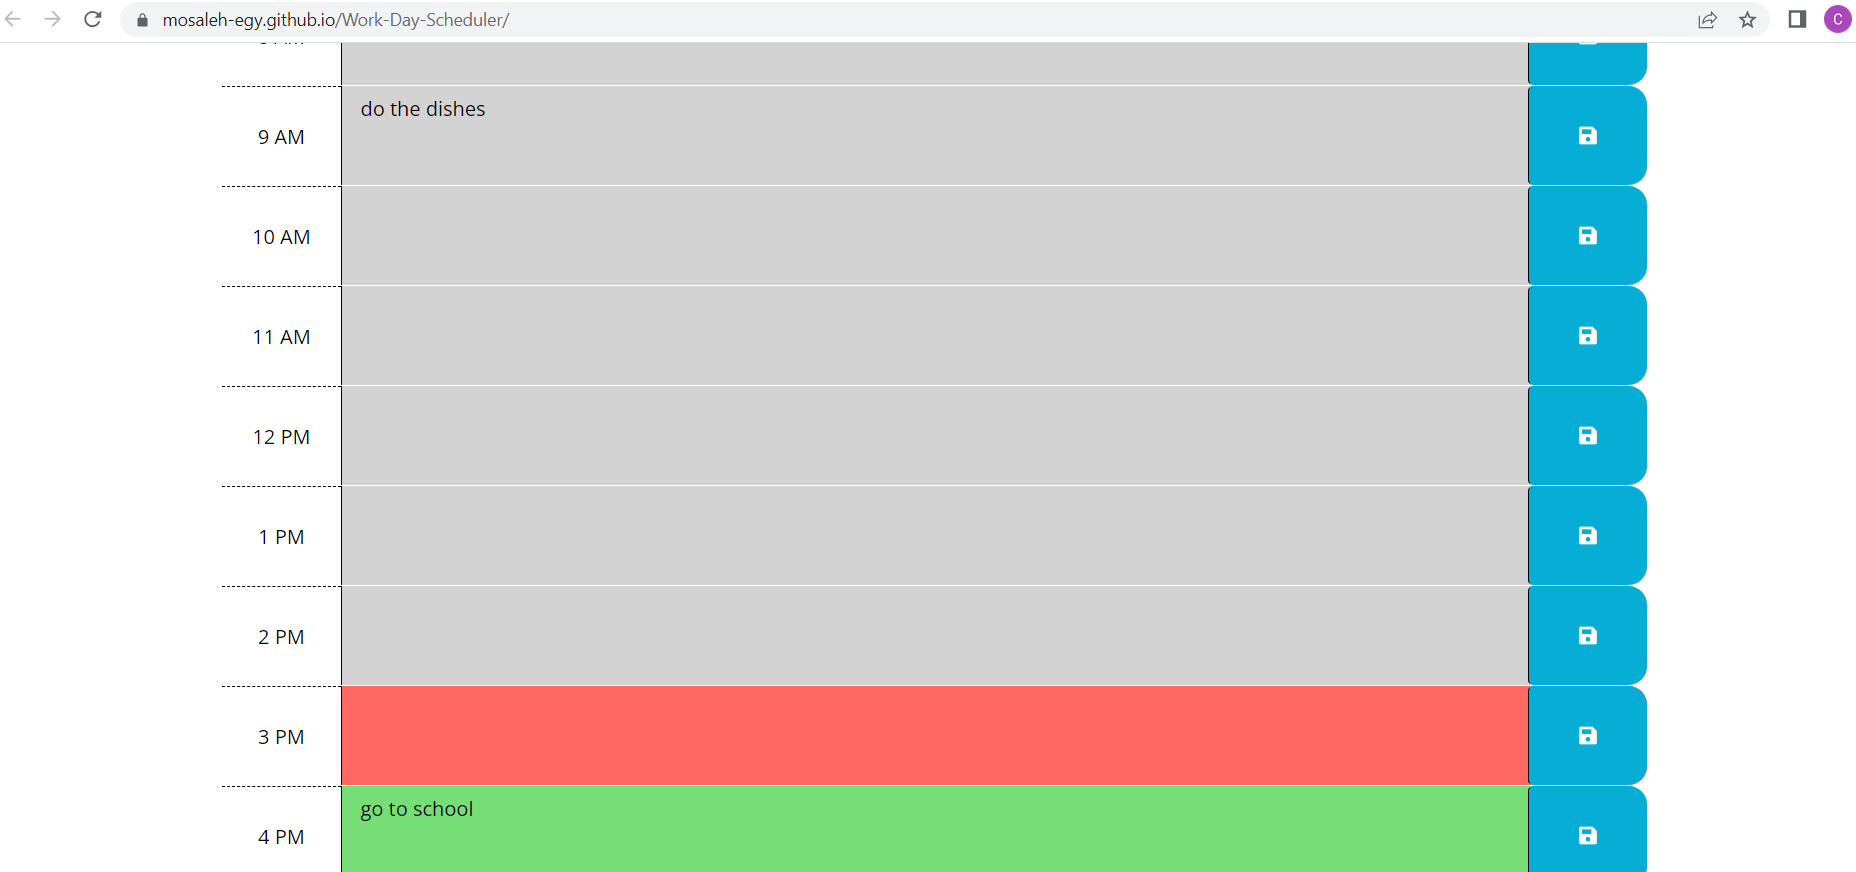 mosaleh-egy.github.io/Work-Day-Scheduler/
C
do the dishes
9 AM
10 AM
11 AM
12 PM
1 PM
2 PM
3 PM
go to school
4 PM